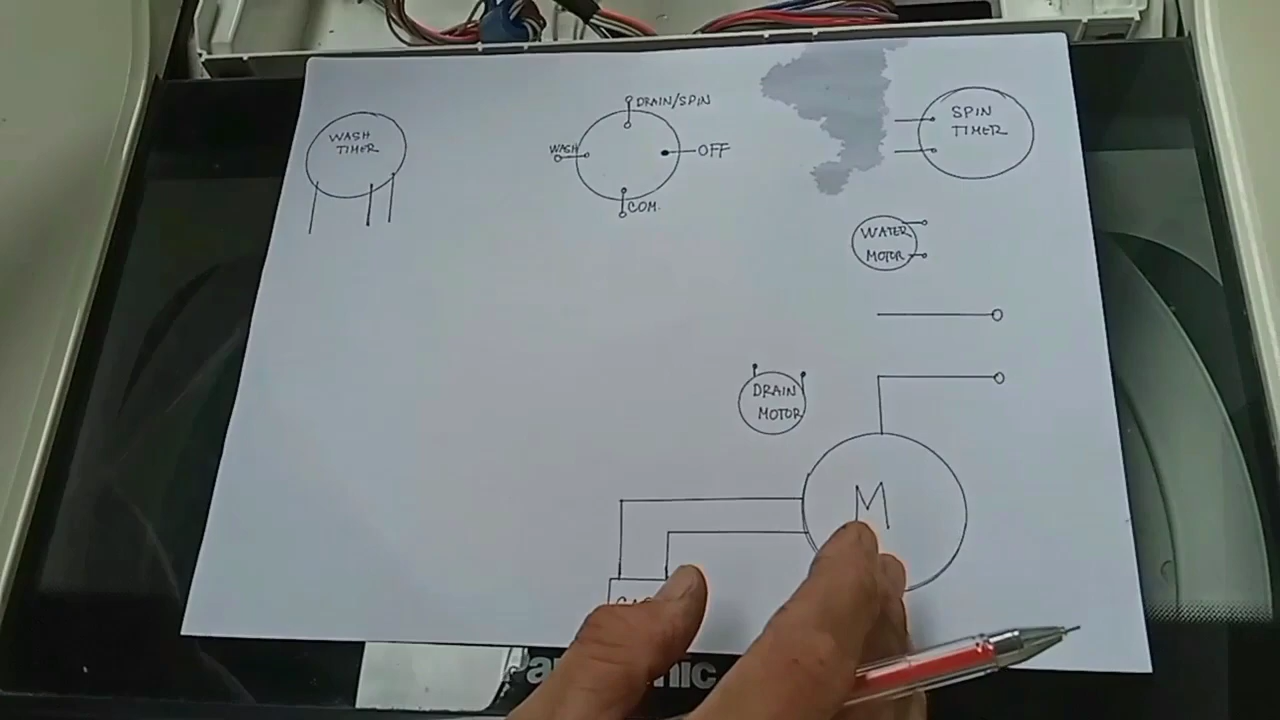 WASH
TIMER
DRAIN/SPIN
WASH
OFF
COM.
SPIN
TIMER
WATER
MOTOR
DRAIN
MOTOR
M